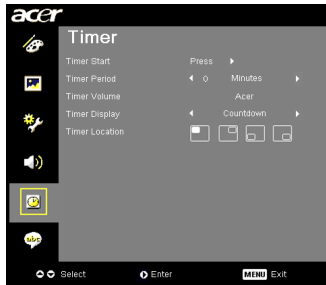 acer
Timer
Timer Start Press
Timer Period 0 Minutes
Timer Volume Acer
Timer Display Countdown
Timer Location
abc
Select Enter MENU Exit